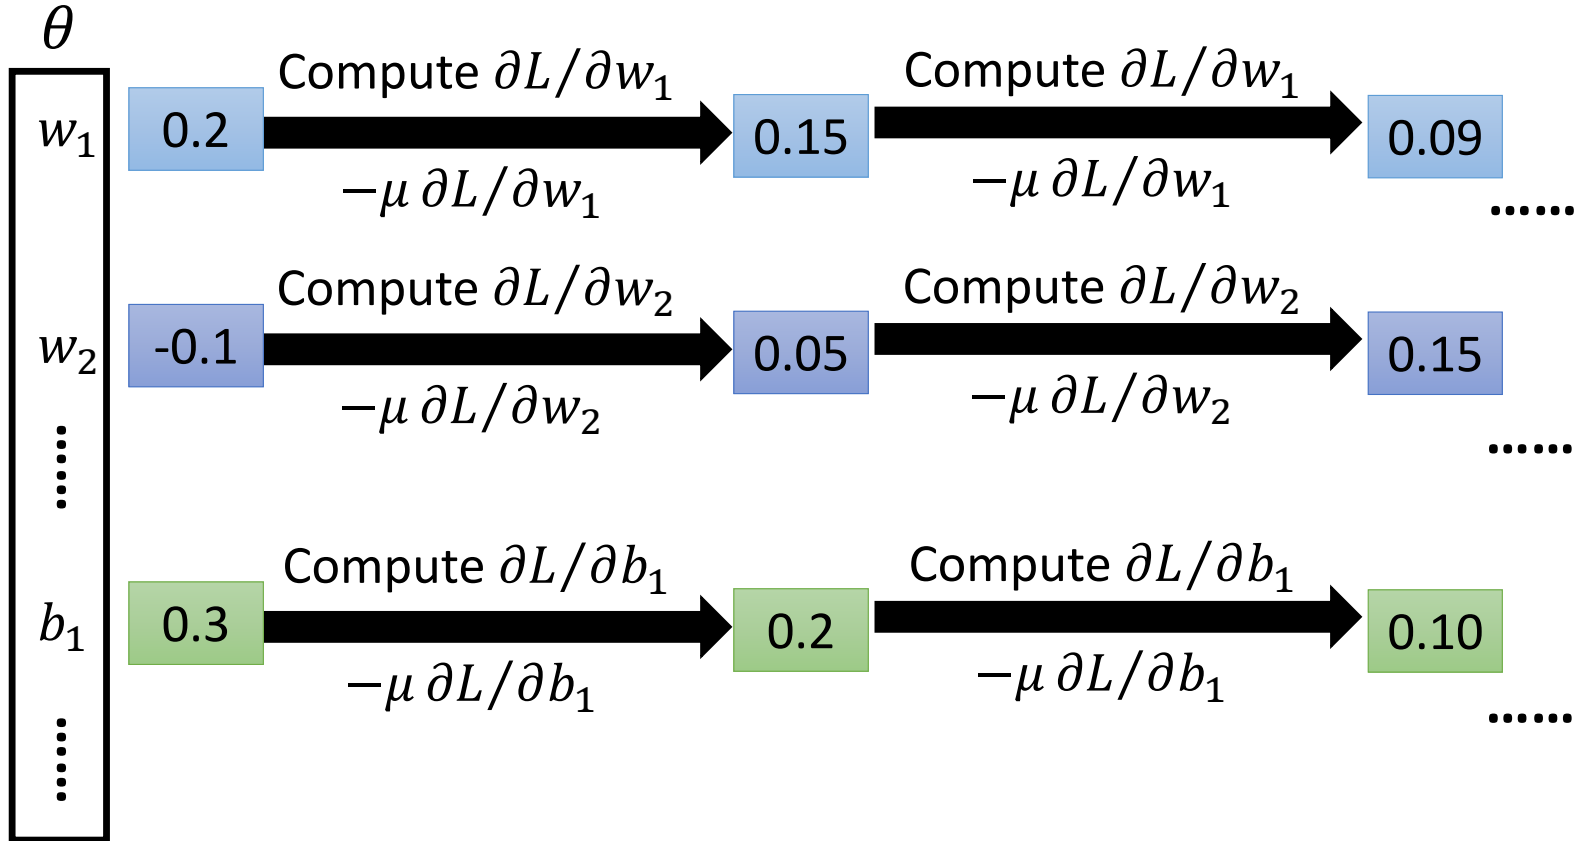 θ
Compute ∂L/∂w₁ Compute ∂L/∂w₁
w₁ 0.2 0.15 0.09
−μ ∂L/∂w₁ −μ ∂L/∂w₁
……
Compute ∂L/∂w₂ Compute ∂L/∂w₂
w₂ -0.1 0.05 0.15
−μ ∂L/∂w₂ −μ ∂L/∂w₂
…… ……
Compute ∂L/∂b₁ Compute ∂L/∂b₁
b₁ 0.3 0.2 0.10
−μ ∂L/∂b₁ −μ ∂L/∂b₁
…… ……